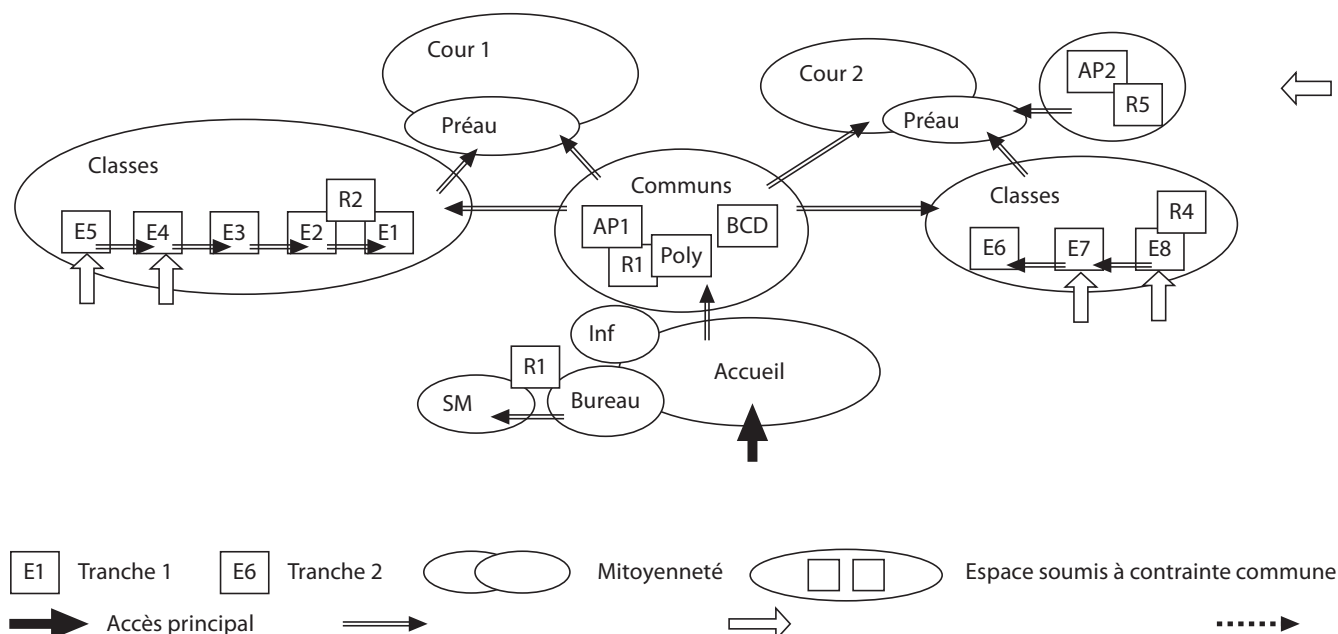 Cour 1
Cour 2
AP2
R5
Préau
Préau
Classes
Communs
Classes
R2
R4
E5
E4
E3
E2
E1
AP1
BCD
R1
Poly
E6
E7
E8
Inf
R1
Accueil
SM
Bureau
E1 Tranche 1 E6 Tranche 2 Mitoyenneté Espace soumis à contrainte commune
Accès principal